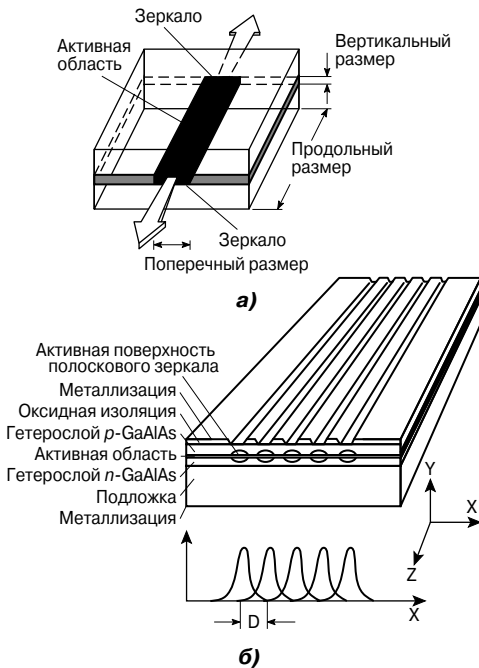 Зеркало
Активная
область
Вертикальный
размер
Продольный
размер
Зеркало
Поперечный размер
а)
Активная поверхность
полоскового зеркала
Металлизация
Оксидная изоляция
Гетерослой p-GaAlAs
Активная область
Гетерослой n-GaAlAs
Подложка
Металлизация
Y
X
Z
D
X
б)